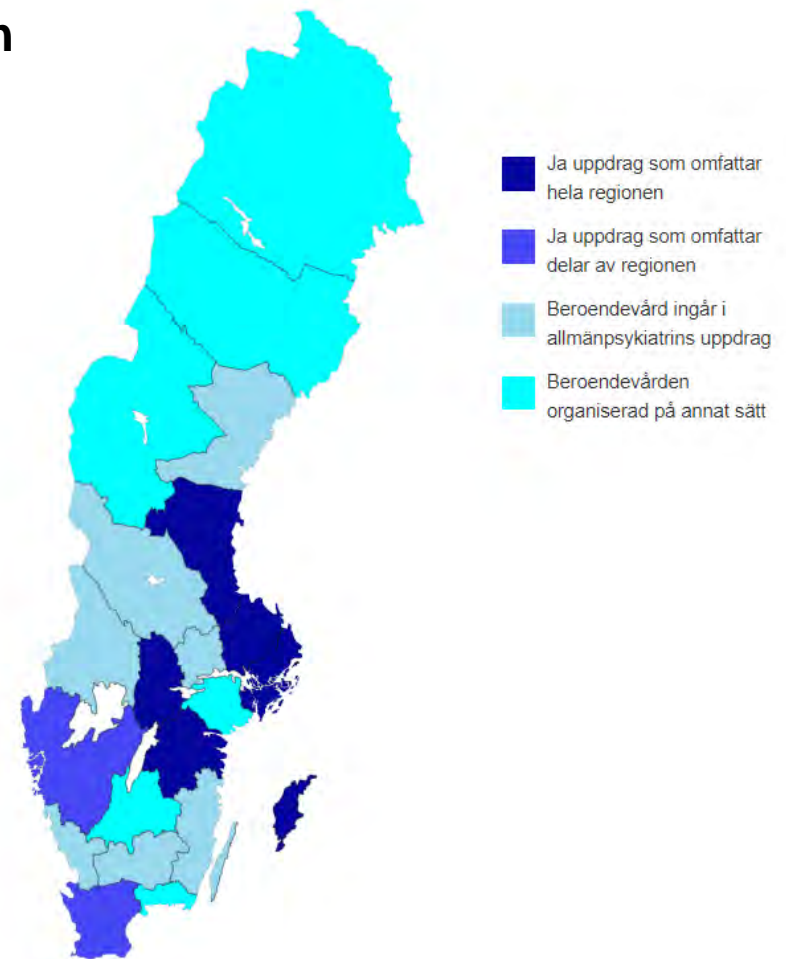 n
Ja uppdrag som omfattar
hela regionen
Ja uppdrag som omfattar
delar av regionen
Beroendevård ingår i
allmänpsykiatrins uppdrag
Beroendevården
organiserad på annat sätt